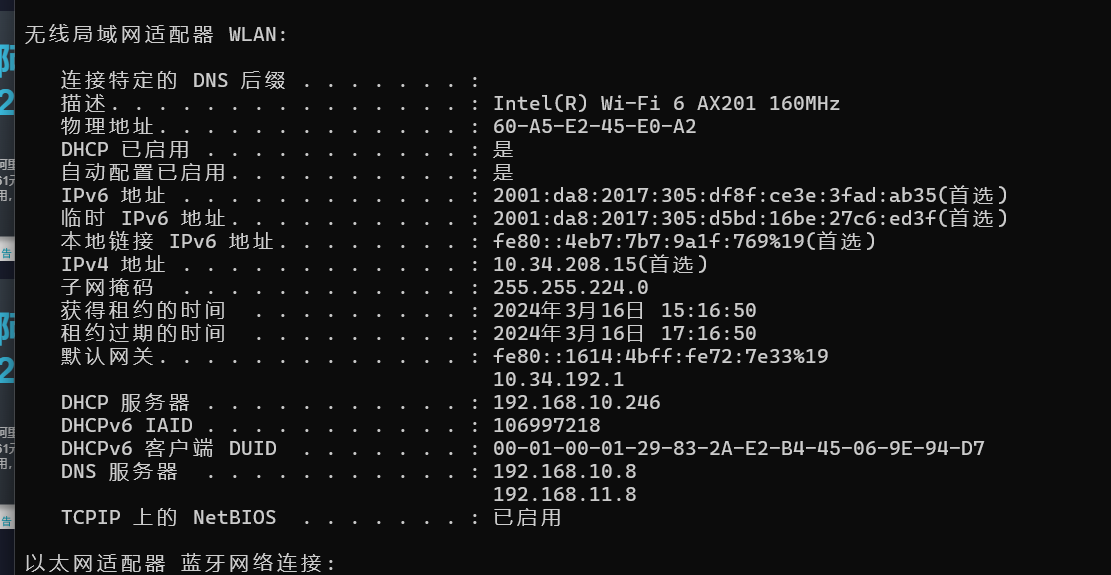 无线局域网适配器 WLAN:
连接特定的 DNS 后缀 . . . . . . . :
描述. . . . . . . . . . . . . . . : Intel(R) Wi-Fi 6 AX201 160MHz
物理地址. . . . . . . . . . . . . : 60-A5-E2-45-E0-A2
DHCP 已启用 . . . . . . . . . . . : 是
自动配置已启用. . . . . . . . . . : 是
IPv6 地址 . . . . . . . . . . . . : 2001:da8:2017:305:df8f:ce3e:3fad:ab35(首选)
临时 IPv6 地址. . . . . . . . . . : 2001:da8:2017:305:d5bd:16be:27c6:ed3f(首选)
本地链接 IPv6 地址. . . . . . . . : fe80::4eb7:7b7:9a1f:769%19(首选)
IPv4 地址 . . . . . . . . . . . . : 10.34.208.15(首选)
子网掩码  . . . . . . . . . . . . : 255.255.224.0
获得租约的时间  . . . . . . . . . : 2024年3月16日 15:16:50
租约过期的时间  . . . . . . . . . : 2024年3月16日 17:16:50
默认网关. . . . . . . . . . . . . : fe80::1614:4bff:fe72:7e33%19
10.34.192.1
DHCP 服务器 . . . . . . . . . . . : 192.168.10.246
DHCPv6 IAID . . . . . . . . . . . : 106997218
DHCPv6 客户端 DUID  . . . . . . . : 00-01-00-01-29-83-2A-E2-B4-45-06-9E-94-D7
DNS 服务器  . . . . . . . . . . . : 192.168.10.8
192.168.11.8
TCPIP 上的 NetBIOS  . . . . . . . : 已启用
以太网适配器 蓝牙网络连接: